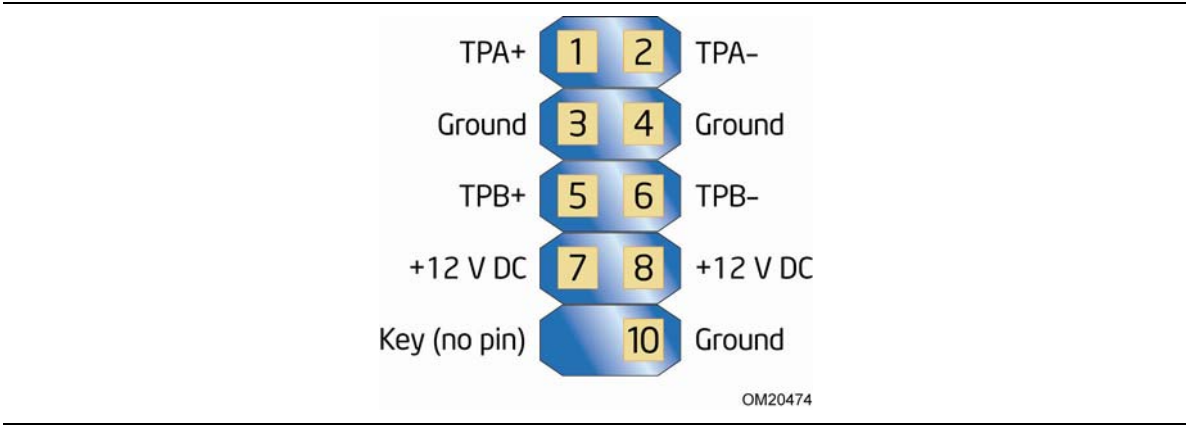 TPA+ 1 2 TPA-
Ground 3 4 Ground
TPB+ 5 6 TPB-
+12 V DC 7 8 +12 V DC
Key (no pin) 10 Ground
OM20474